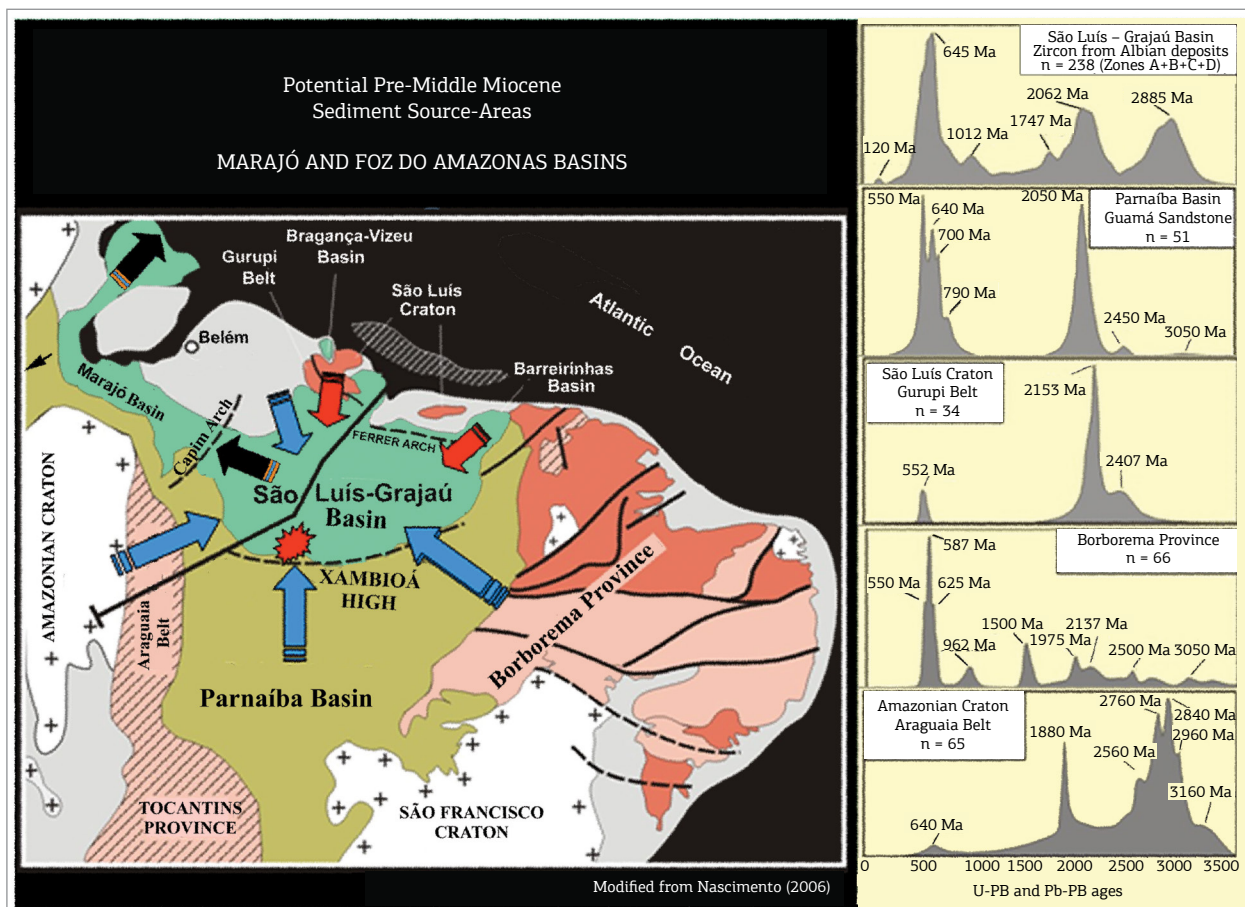 Potential Pre-Middle Miocene
Sediment Source-Areas
MARAJÓ AND FOZ DO AMAZONAS BASINS
Bragança-Vizeu
Basin
Gurupi
Belt
São Luís
Craton
Atlantic
Ocean
Belém
Barreirinhas
Basin
Marajó Basin
Capim Arch
FERRER ARCH
São Luís-Grajaú
Basin
AMAZONIAN CRATON
XAMBIOÁ
HIGH
Araguaia
Belt
Borborema Province
Parnaíba Basin
TOCANTINS
PROVINCE
SÃO FRANCISCO
CRATON
Modified from Nascimento (2006)
São Luís – Grajaú Basin
Zircon from Albian deposits
n = 238 (Zones A+B+C+D)
645 Ma
2062 Ma
2885 Ma
1747 Ma
1012 Ma
120 Ma
Parnaíba Basin
Guamá Sandstone
n = 51
550 Ma
2050 Ma
640 Ma
700 Ma
790 Ma
2450 Ma
3050 Ma
São Luís Craton
Gurupi Belt
n = 34
2153 Ma
552 Ma
2407 Ma
Borborema Province
n = 66
587 Ma
550 Ma
625 Ma
962 Ma
1500 Ma
1975 Ma
2137 Ma
2500 Ma
3050 Ma
Amazonian Craton
Araguaia Belt
n = 65
2760 Ma
2840 Ma
1880 Ma
2960 Ma
2560 Ma
3160 Ma
640 Ma
0 500 1000 1500 2000 2500 3000 3500
U-PB and Pb-PB ages